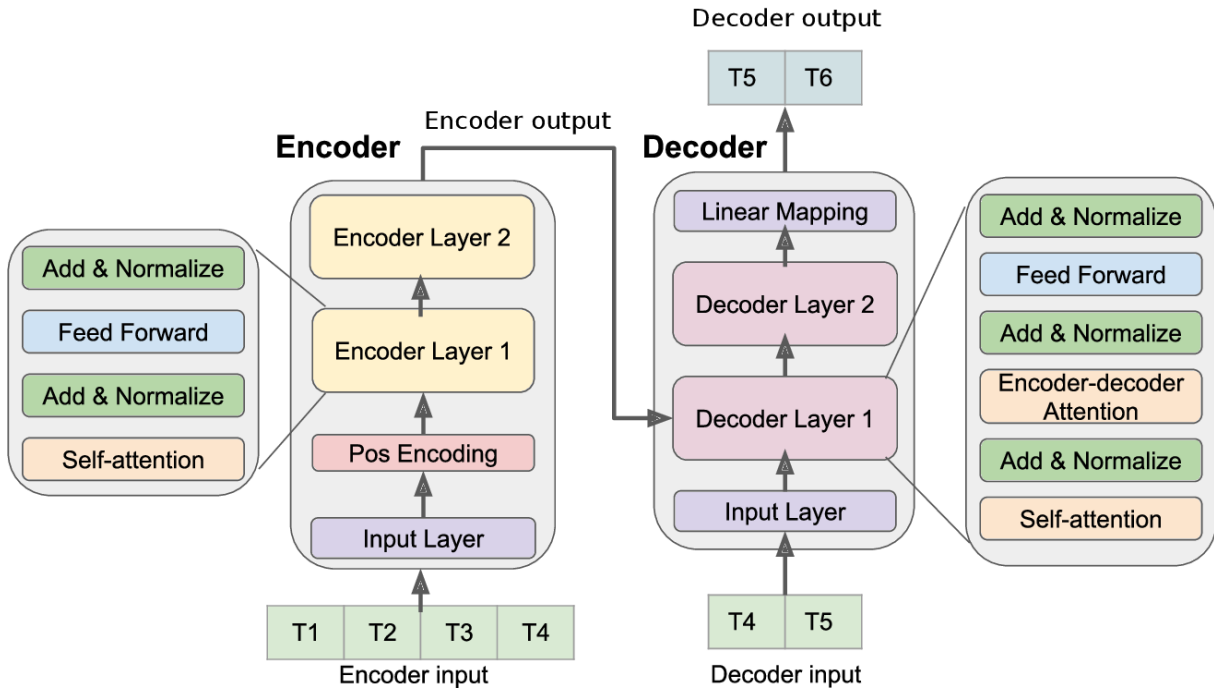 Decoder output
T5 T6
Encoder output
Encoder
Decoder
Add & Normalize
Feed Forward
Add & Normalize
Self-attention
Encoder Layer 2
Encoder Layer 1
Pos Encoding
Input Layer
T1 T2 T3 T4
Encoder input
Linear Mapping
Decoder Layer 2
Decoder Layer 1
Input Layer
T4 T5
Decoder input
Add & Normalize
Feed Forward
Add & Normalize
Encoder-decoder
Attention
Add & Normalize
Self-attention